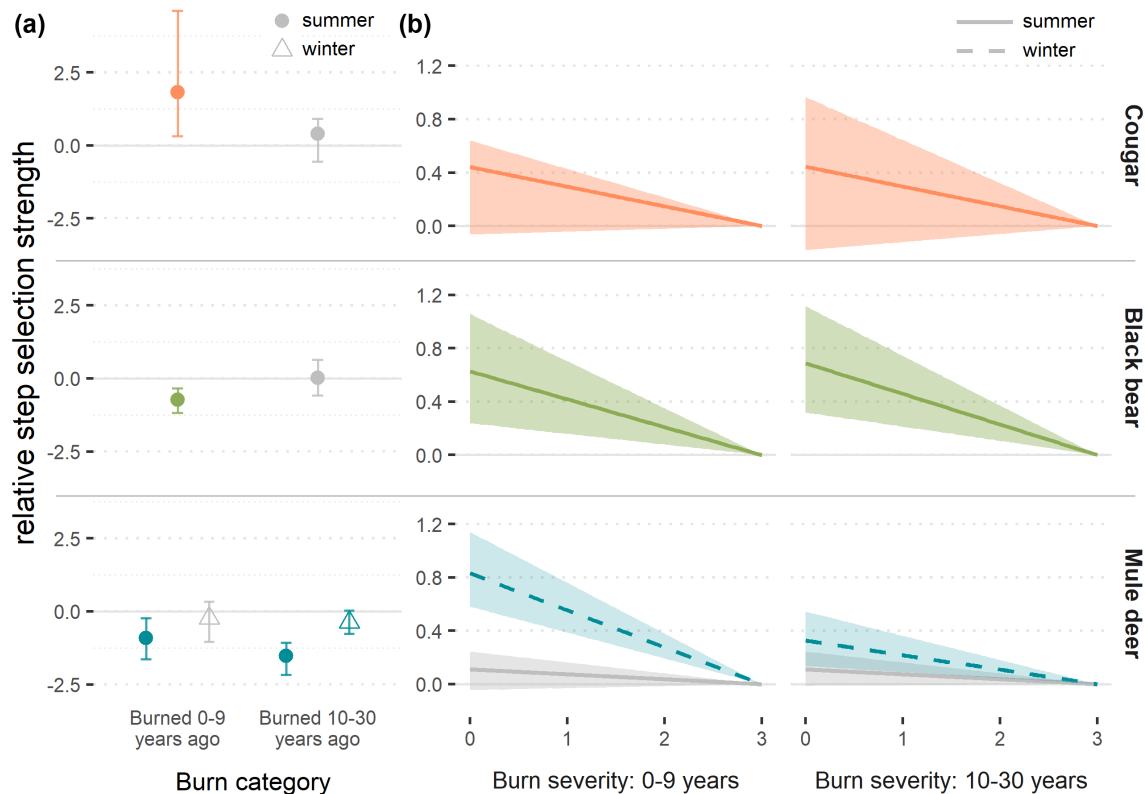 (a)
summer
winter
(b)
summer
winter
relative step selection strength
2.5
0.0
-2.5
2.5
0.0
-2.5
2.5
0.0
-2.5
1.2
0.8
0.4
0.0
Cougar
1.2
0.8
0.4
0.0
Black bear
1.2
0.8
0.4
0.0
Mule deer
Burned 0-9
years ago
Burned 10-30
years ago
0
1
2
3
0
1
2
3
Burn category
Burn severity: 0-9 years
Burn severity: 10-30 years